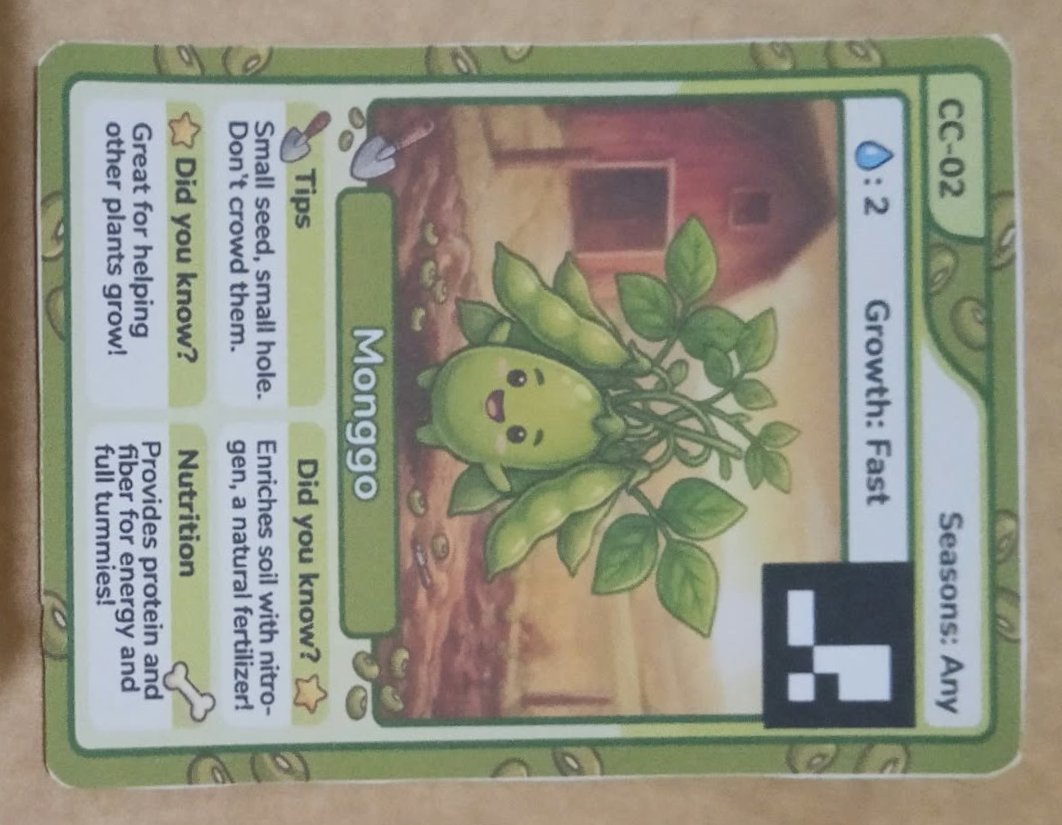 CC-02
Seasons: Any
: 2
Growth: Fast
Monggo
Tips
Small seed, small hole.
Don't crowd them.
Did you know?
Enriches soil with nitro-
gen, a natural fertilizer!
Did you know?
Great for helping
other plants grow!
Nutrition
Provides protein and
fiber for energy and
full tummies!